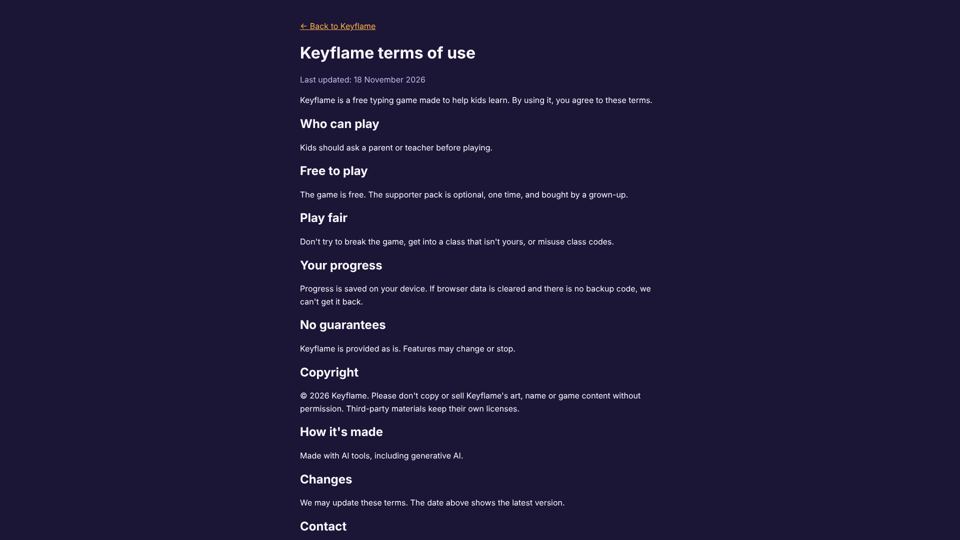 ← Back to Keyflame
Keyflame terms of use
Last updated: 18 November 2026
Keyflame is a free typing game made to help kids learn. By using it, you agree to these terms.
Who can play
Kids should ask a parent or teacher before playing.
Free to play
The game is free. The supporter pack is optional, one time, and bought by a grown-up.
Play fair
Don't try to break the game, get into a class that isn't yours, or misuse class codes.
Your progress
Progress is saved on your device. If browser data is cleared and there is no backup code, we
can't get it back.
No guarantees
Keyflame is provided as is. Features may change or stop.
Copyright
© 2026 Keyflame. Please don't copy or sell Keyflame's art, name or game content without
permission. Third-party materials keep their own licenses.
How it's made
Made with AI tools, including generative AI.
Changes
We may update these terms. The date above shows the latest version.
Contact